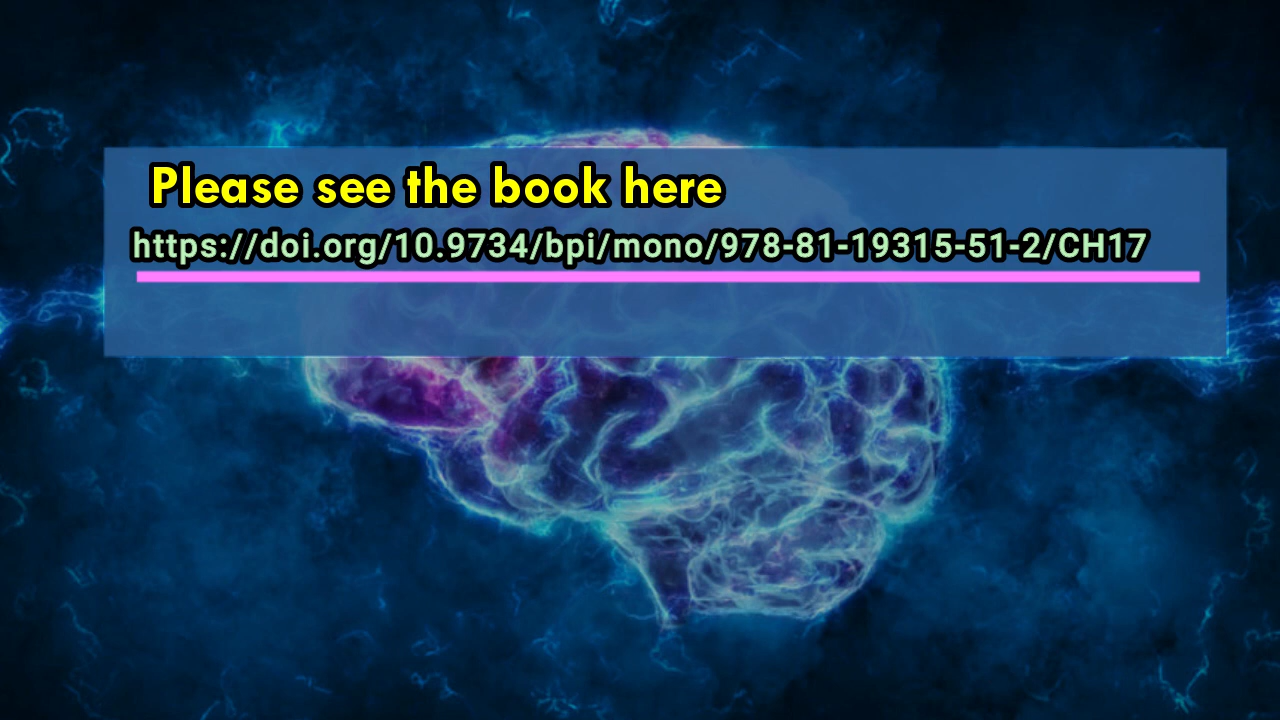 Please see the book here
https://doi.org/10.9734/bpi/mono/978-81-19315-51-2/CH17